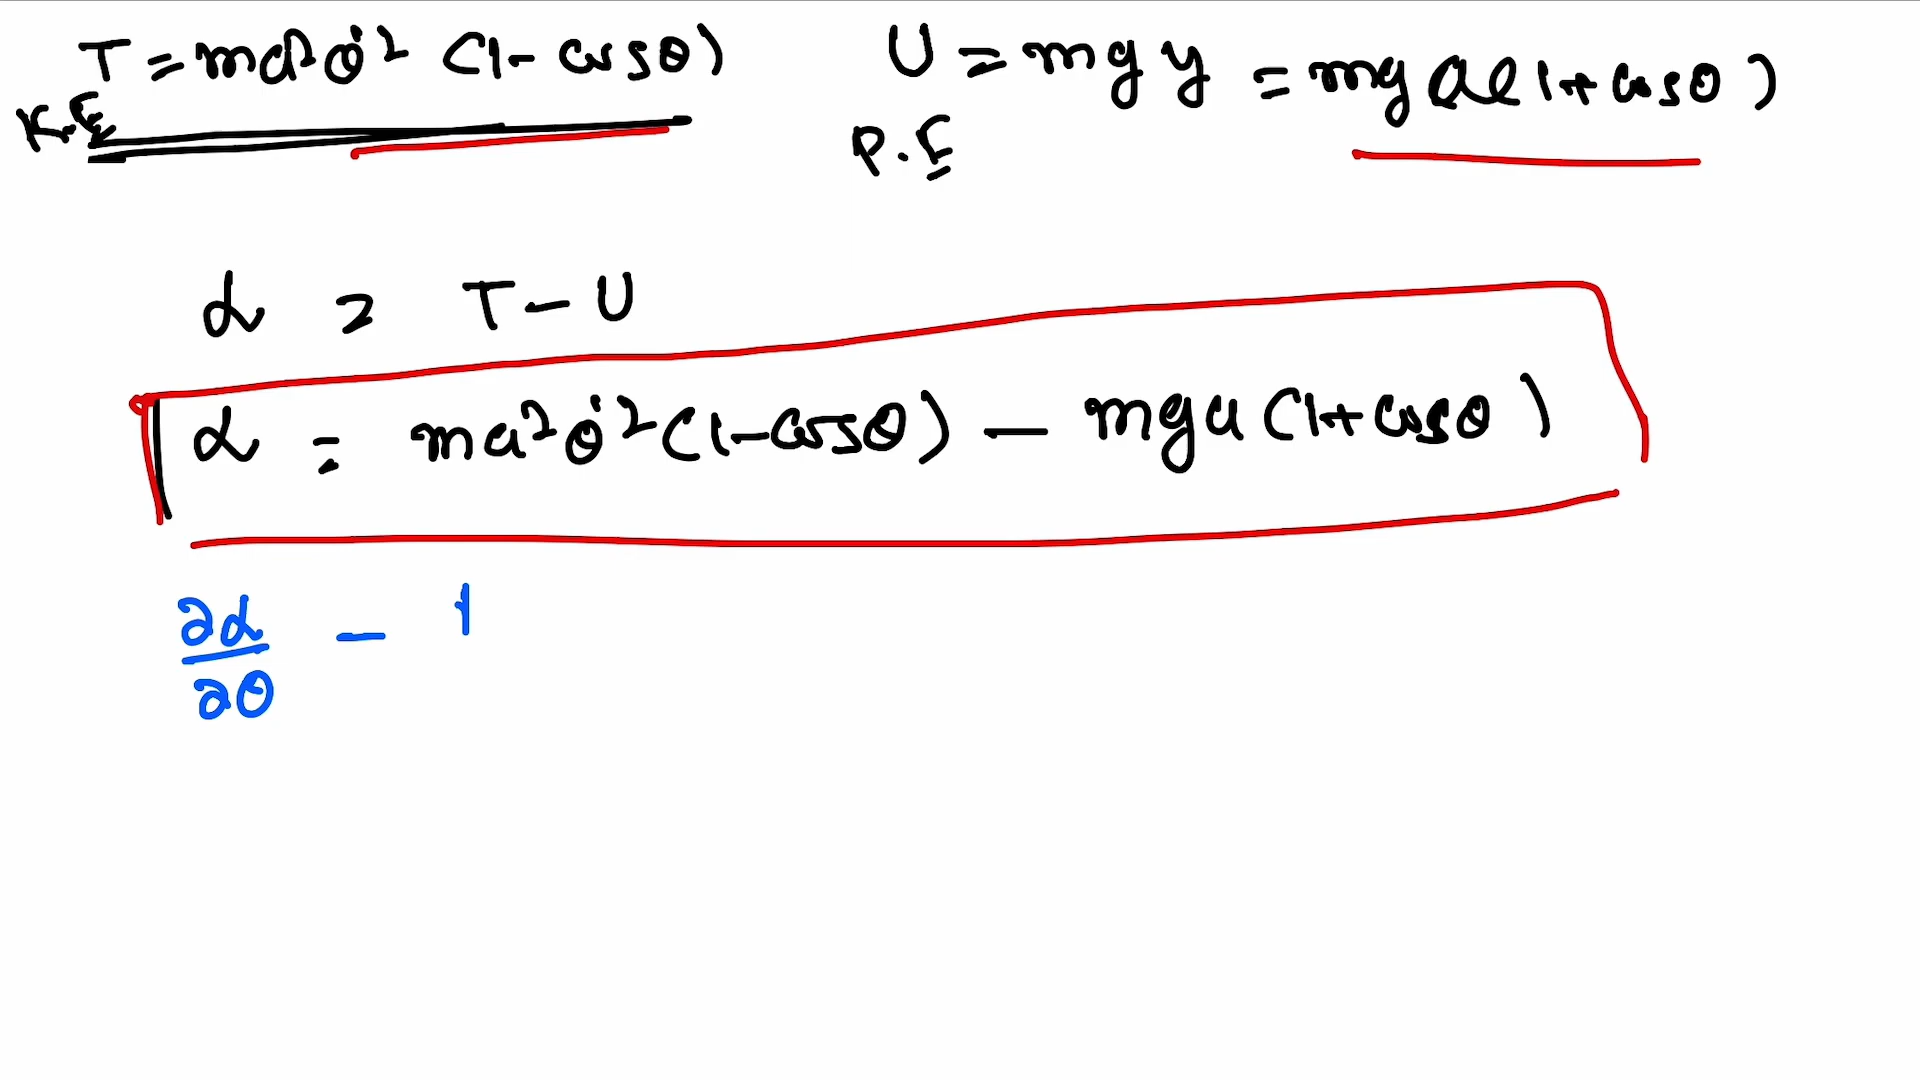 T = ma²θ̇² (1 - cosθ)    U = mgy = mga(1 + cosθ)
K.E    P.E
L = T - U
L = ma²θ̇²(1 - cosθ) - mga(1 + cosθ)
∂L/∂θ -